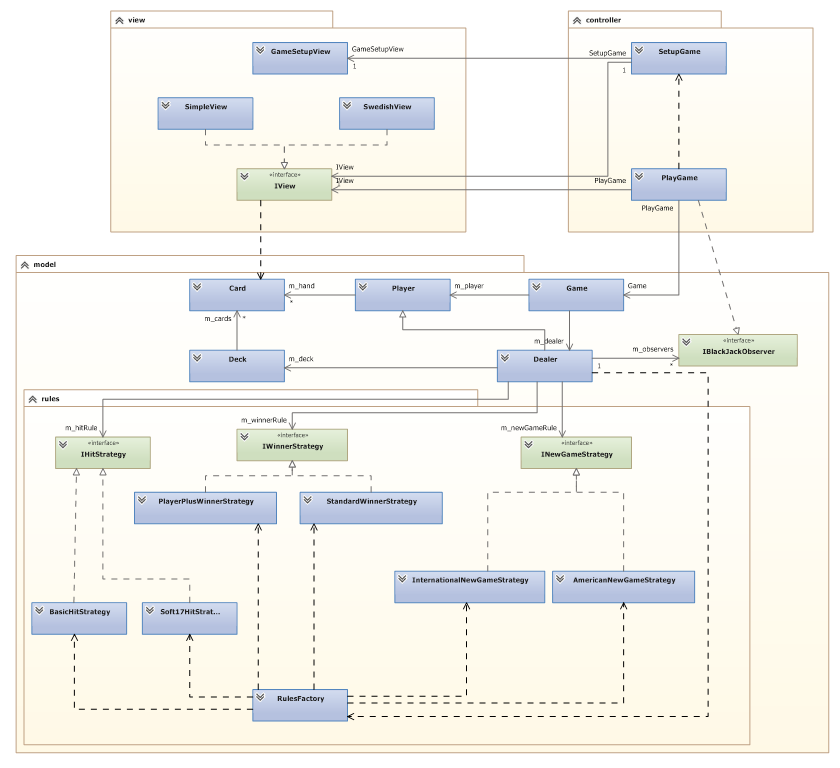 view
controller
GameSetupView
GameSetupView
1
SetupGame
1
SetupGame
SimpleView
SwedishView
«interface»
IView
IView
IView
PlayGame
PlayGame
PlayGame
model
Card
m_hand
*
Player
m_player
Game
Game
m_cards
*
m_dealer
Deck
m_deck
Dealer
1
m_observers
*
«interface»
IBlackJackObserver
rules
m_hitRule
«interface»
IHitStrategy
m_winnerRule
«interface»
IWinnerStrategy
m_newGameRule
«interface»
INewGameStrategy
PlayerPlusWinnerStrategy
StandardWinnerStrategy
InternationalNewGameStrategy
AmericanNewGameStrategy
BasicHitStrategy
Soft17HitStrat...
RulesFactory